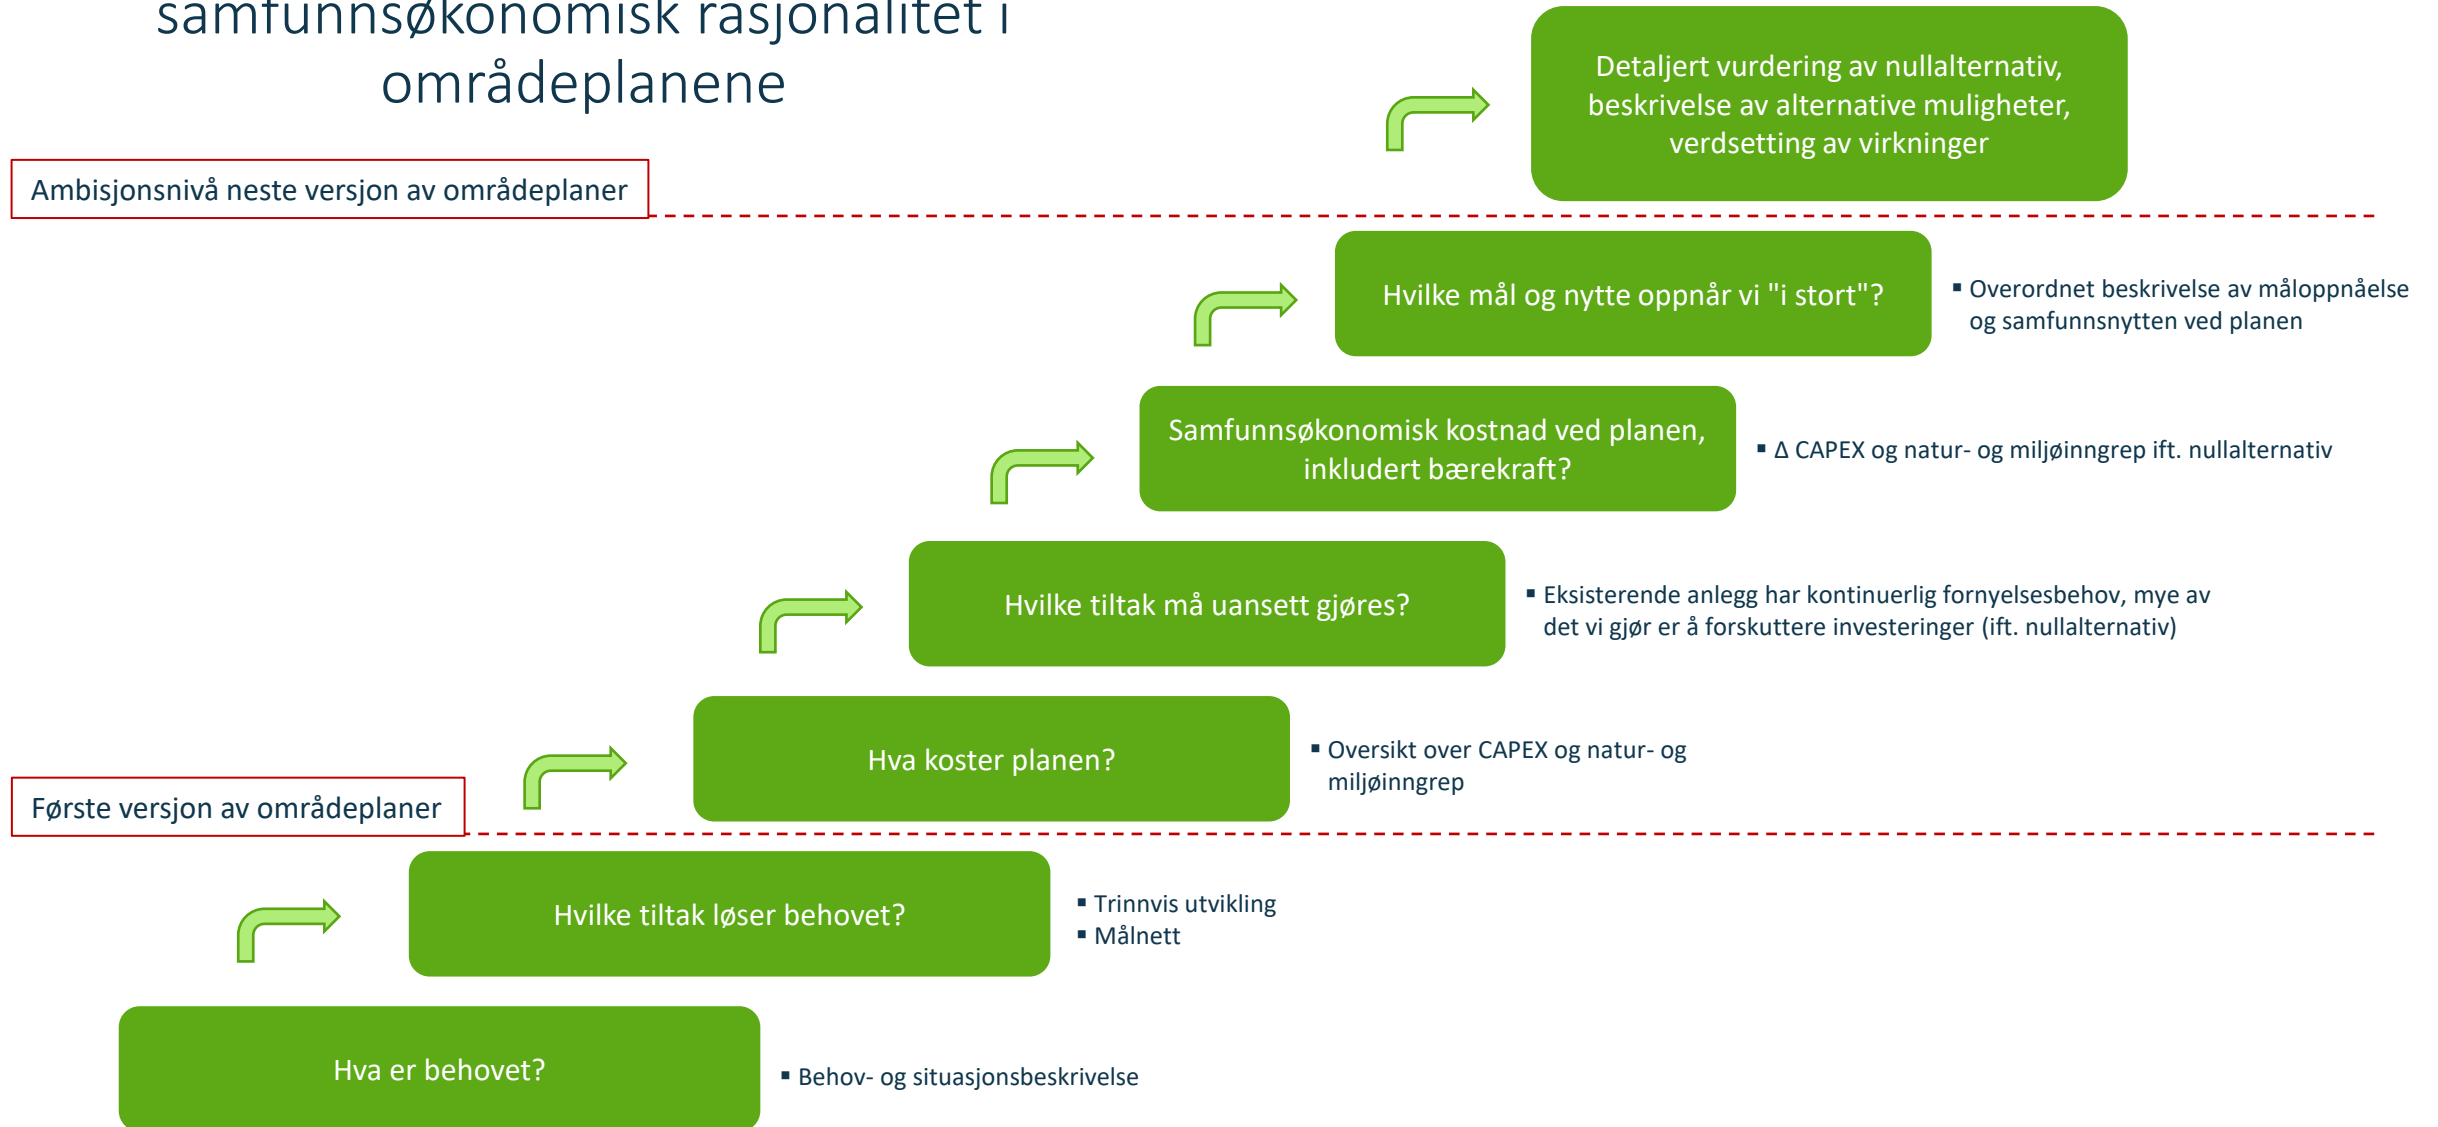 samfunnsøkonomisk rasjonalitet i
områdeplanene
Detaljert vurdering av nullalternativ,
beskrivelse av alternative muligheter,
verdsetting av virkninger
Ambisjonsnivå neste versjon av områdeplaner
Hvilke mål og nytte oppnår vi "i stort"?
▪ Overordnet beskrivelse av måloppnåelse
og samfunnsnytten ved planen
Samfunnsøkonomisk kostnad ved planen,
inkludert bærekraft?
▪ Δ CAPEX og natur- og miljøinngrep ift. nullalternativ
Hvilke tiltak må uansett gjøres?
▪ Eksisterende anlegg har kontinuerlig fornyelsesbehov, mye av
det vi gjør er å forskuttere investeringer (ift. nullalternativ)
Hva koster planen?
▪ Oversikt over CAPEX og natur- og
miljøinngrep
Første versjon av områdeplaner
Hvilke tiltak løser behovet?
▪ Trinnvis utvikling
▪ Målnett
Hva er behovet?
▪ Behov- og situasjonsbeskrivelse